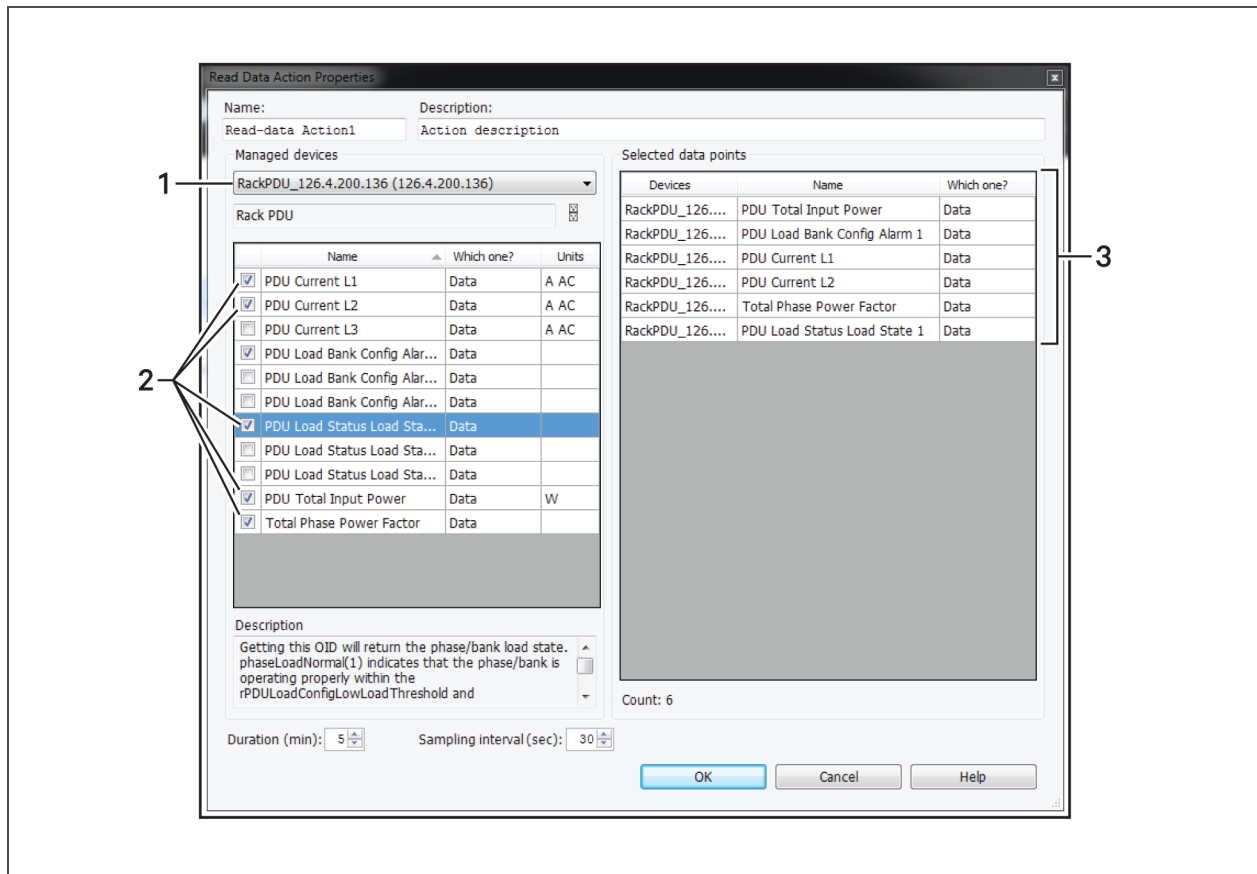 Read Data Action Properties
Name: Description:
Read-data Action1 Action description
Managed devices
RackPDU_126.4.200.136 (126.4.200.136)
Rack PDU
Name Which one? Units
PDU Current L1 Data A AC
PDU Current L2 Data A AC
PDU Current L3 Data A AC
PDU Load Bank Config Alar... Data
PDU Load Bank Config Alar... Data
PDU Load Bank Config Alar... Data
PDU Load Status Load Sta... Data
PDU Load Status Load Sta... Data
PDU Load Status Load Sta... Data
PDU Total Input Power Data W
Total Phase Power Factor Data
Description
Getting this OID will return the phase/bank load state.
phaseLoadNormal(1) indicates that the phase/bank is
operating properly within the
rPDULoadConfigLowLoadThreshold and
Selected data points
Devices Name Which one?
RackPDU_126.... PDU Total Input Power Data
RackPDU_126.... PDU Load Bank Config Alarm 1 Data
RackPDU_126.... PDU Current L1 Data
RackPDU_126.... PDU Current L2 Data
RackPDU_126.... Total Phase Power Factor Data
RackPDU_126.... PDU Load Status Load State 1 Data
Count: 6
Duration (min): 5 Sampling interval(sec): 30
OK Cancel Help
1
2
3